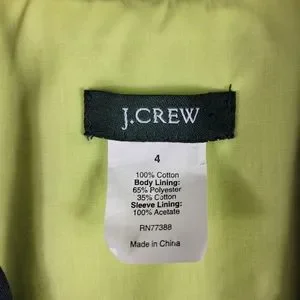 J.CREW
4
100% Cotton
Body Lining:
65% Polyester
35% Cotton
Sleeve Lining:
100% Acetate
RN77388
Made in China